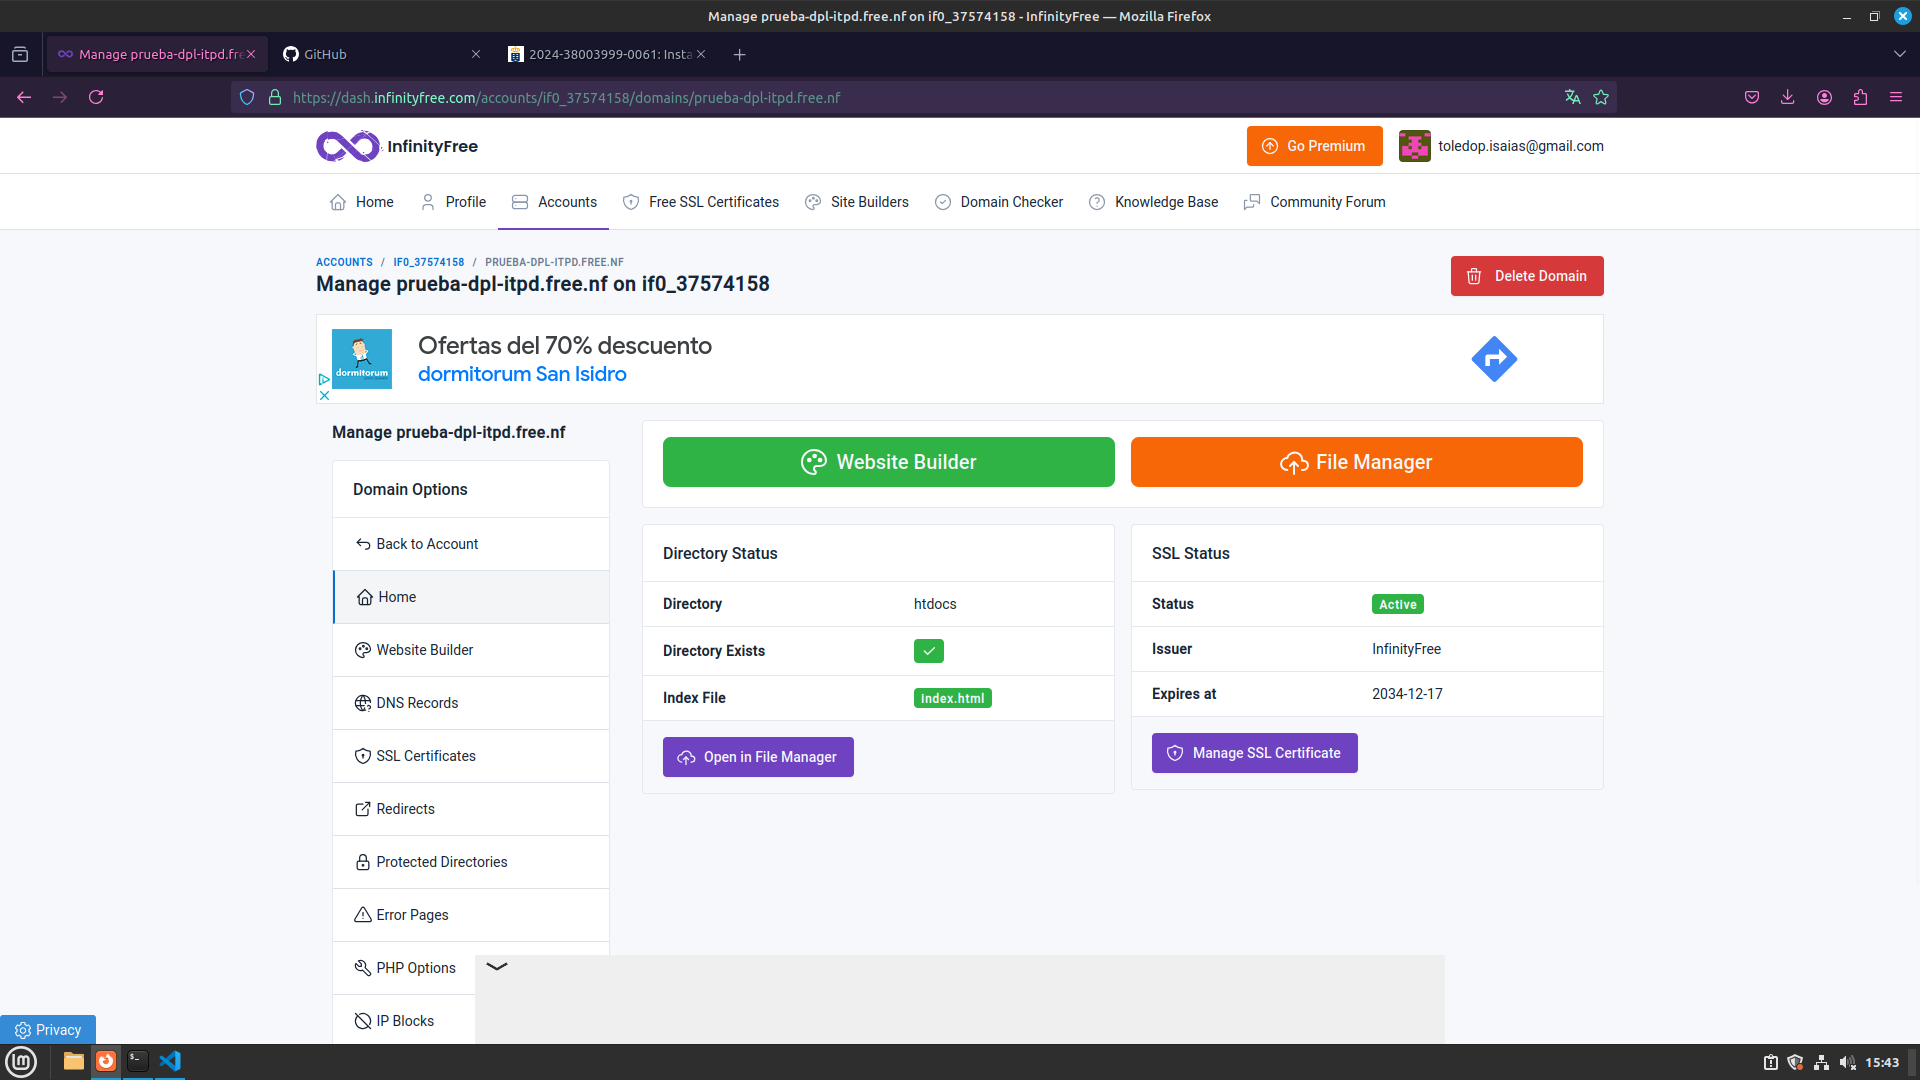 Manage prueba-dpl-itpd.free.nf on if0_37574158 - InfinityFree — Mozilla Firefox
Manage prueba-dpl-itpd.fre
GitHub
2024-38003999-0061: Insta
https://dash.infinityfree.com/accounts/if0_37574158/domains/prueba-dpl-itpd.free.nf
InfinityFree
Go Premium
toledop.isaias@gmail.com
Home
Profile
Accounts
Free SSL Certificates
Site Builders
Domain Checker
Knowledge Base
Community Forum
ACCOUNTS / IF0_37574158 / PRUEBA-DPL-ITPD.FREE.NF
Manage prueba-dpl-itpd.free.nf on if0_37574158
Delete Domain
dormitorum
Ofertas del 70% descuento
dormitorum San Isidro
Manage prueba-dpl-itpd.free.nf
Domain Options
Back to Account
Home
Website Builder
DNS Records
SSL Certificates
Redirects
Protected Directories
Error Pages
PHP Options
IP Blocks
Website Builder
File Manager
Directory Status
Directory htdocs
Directory Exists
Index File Index.html
Open in File Manager
SSL Status
Status Active
Issuer InfinityFree
Expires at 2034-12-17
Manage SSL Certificate
Privacy
15:43